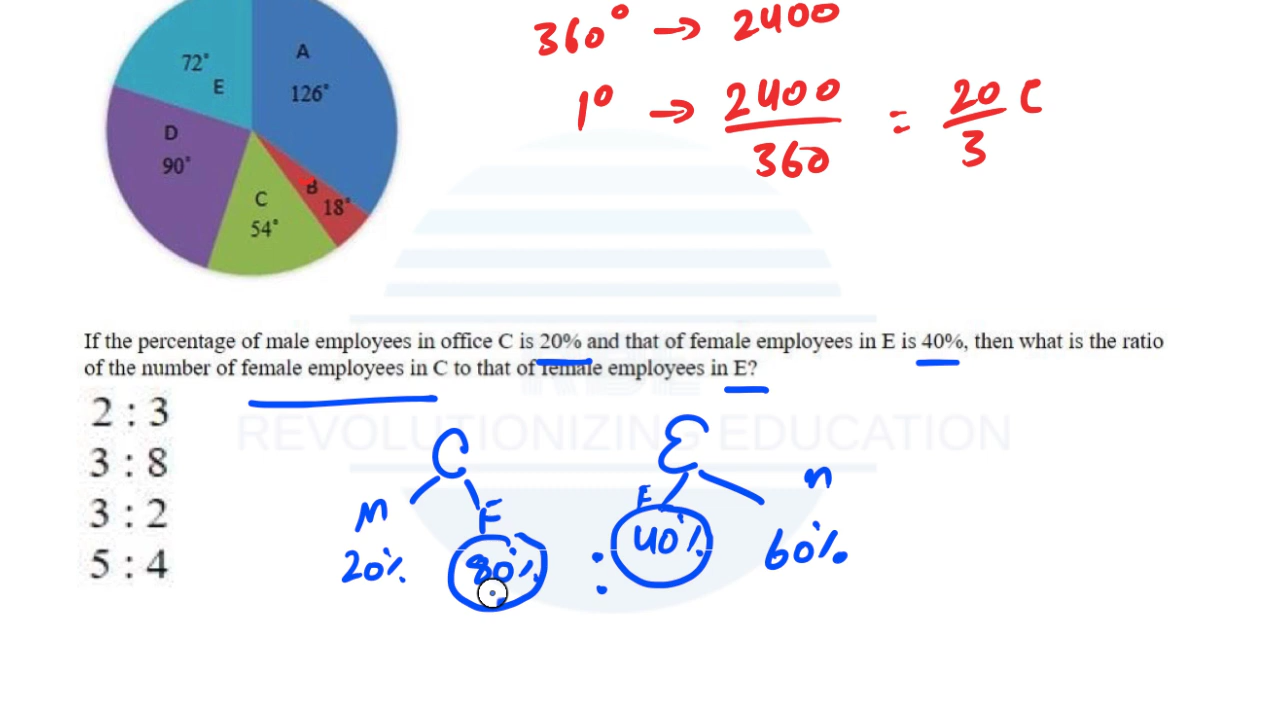 360° → 2400
1° → 2400/360 = 20/3 C
A
126°
72°
E
D
90°
B
18°
C
54°
If the percentage of male employees in office C is 20% and that of female employees in E is 40%, then what is the ratio
of the number of female employees in C to that of female employees in E?
2 : 3
3 : 8
3 : 2
5 : 4
REVOLUTIONIZING EDUCATION
C : E
M F F m
20% 80% : 40% 60%